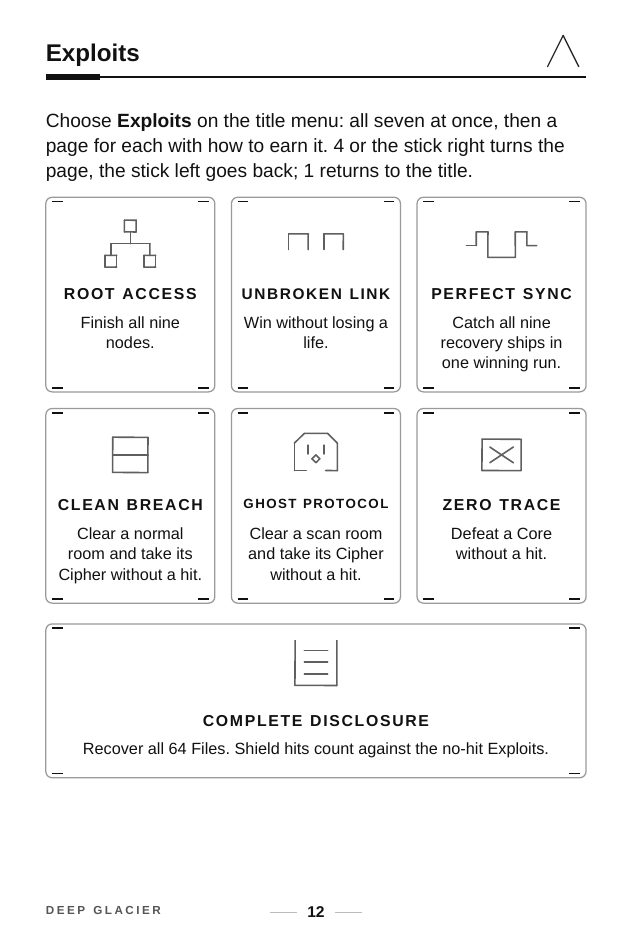 Exploits
Choose Exploits on the title menu: all seven at once, then a
page for each with how to earn it. 4 or the stick right turns the
page, the stick left goes back; 1 returns to the title.
ROOT ACCESS
Finish all nine
nodes.
UNBROKEN LINK
Win without losing a
life.
PERFECT SYNC
Catch all nine
recovery ships in
one winning run.
CLEAN BREACH
Clear a normal
room and take its
Cipher without a hit.
GHOST PROTOCOL
Clear a scan room
and take its Cipher
without a hit.
ZERO TRACE
Defeat a Core
without a hit.
COMPLETE DISCLOSURE
Recover all 64 Files. Shield hits count against the no-hit Exploits.
DEEP GLACIER
12